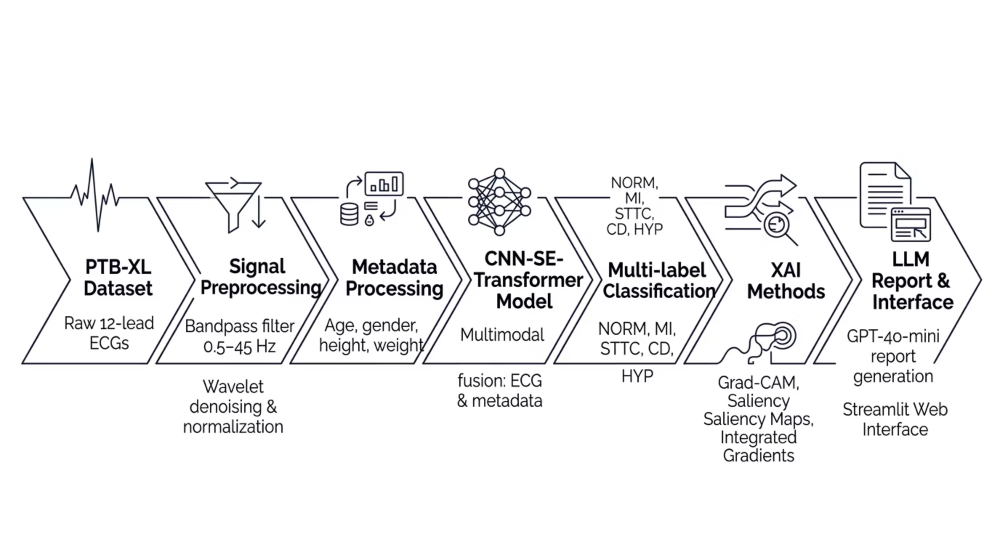 PTB-XL
Dataset
Raw 12-lead
ECGs
Signal
Preprocessing
Bandpass filter
0.5–45 Hz
Wavelet
denoising &
normalization
Metadata
Processing
Age, gender,
height, weight
CNN-SE-
Transformer
Model
Multimodal
fusion: ECG
& metadata
NORM,
MI,
STTC,
CD, HYP
Multi-label
Classification
NORM, MI,
STTC, CD,
HYP
XAI
Methods
Grad-CAM,
Saliency
Saliency Maps,
Integrated
Gradients
LLM
Report &
Interface
GPT-4o-mini
report
generation
Streamlit Web
Interface